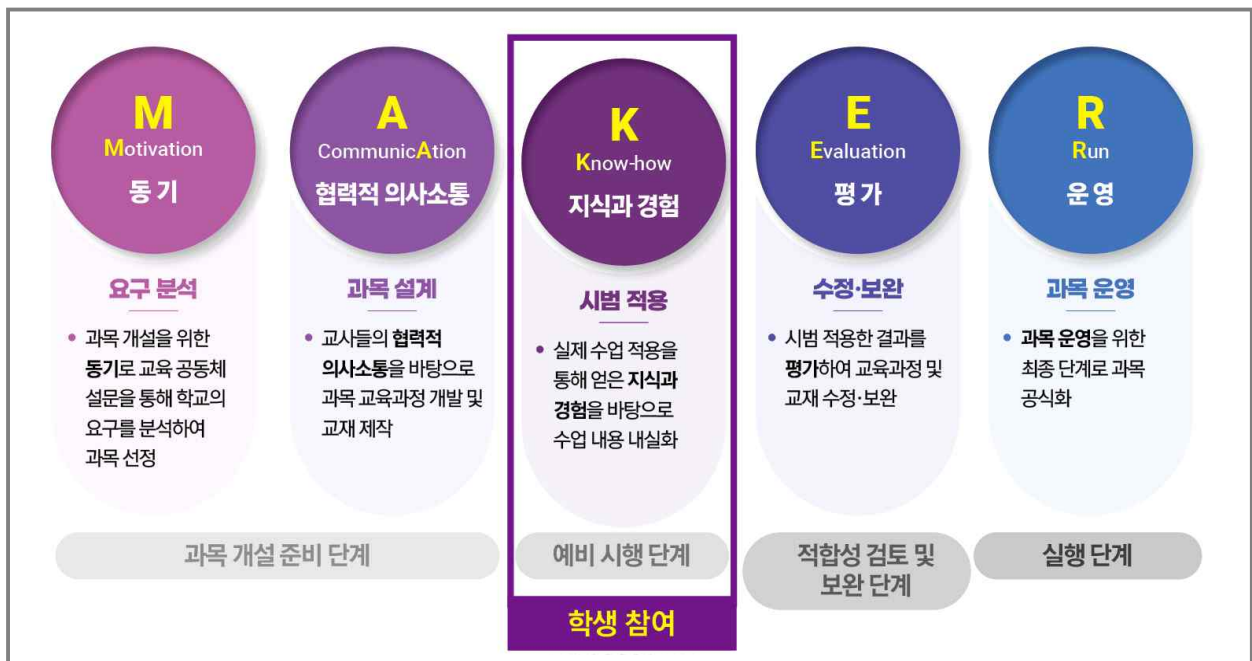 M
Motivation
동기
요구 분석
• 과목 개설을 위한
동기로 교육 공동체
설문을 통해 학교의
요구를 분석하여
과목 선정
A
CommunicAtion
협력적 의사소통
과목 설계
• 교사들의 협력적
의사소통을 바탕으로
과목 교육과정 개발 및
교재 제작
과목 개설 준비 단계
K
Know-how
지식과 경험
시범 적용
• 실제 수업 적용을
통해 얻은 지식과
경험을 바탕으로
수업 내용 내실화
예비 시행 단계
학생 참여
E
Evaluation
평가
수정·보완
• 시범 적용한 결과를
평가하여 교육과정 및
교재 수정·보완
적합성 검토 및
보완 단계
R
Run
운영
과목 운영
• 과목 운영을 위한
최종 단계로 과목
공식화
실행 단계